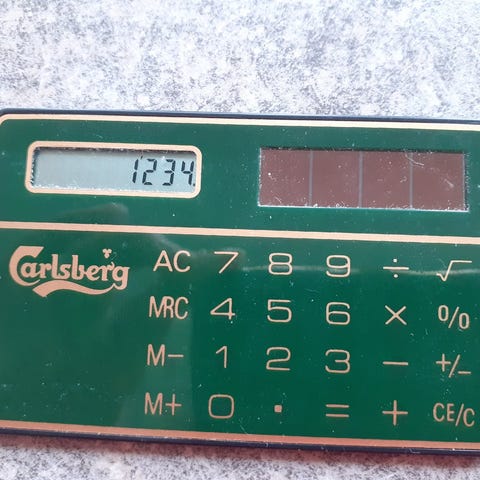 1234.
Carlsberg
AC 7 8 9 ÷ √
MRC 4 5 6 × %
M− 1 2 3 − +/−
M+ 0 . = + CE/C